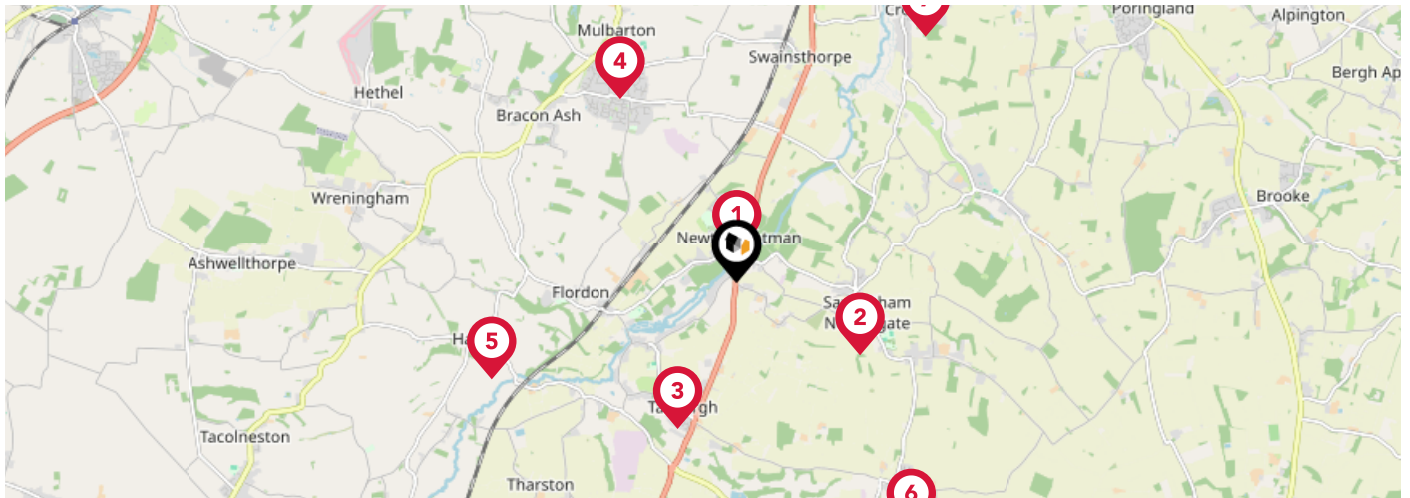 Poringland
Alpington
Mulbarton
4
Swainsthorpe
Bergh Ap
Hethel
Bracon Ash
Wreningham
Brooke
1
Ashwellthorpe
Flordon
2
5
3
Tacolneston
Tharston
6